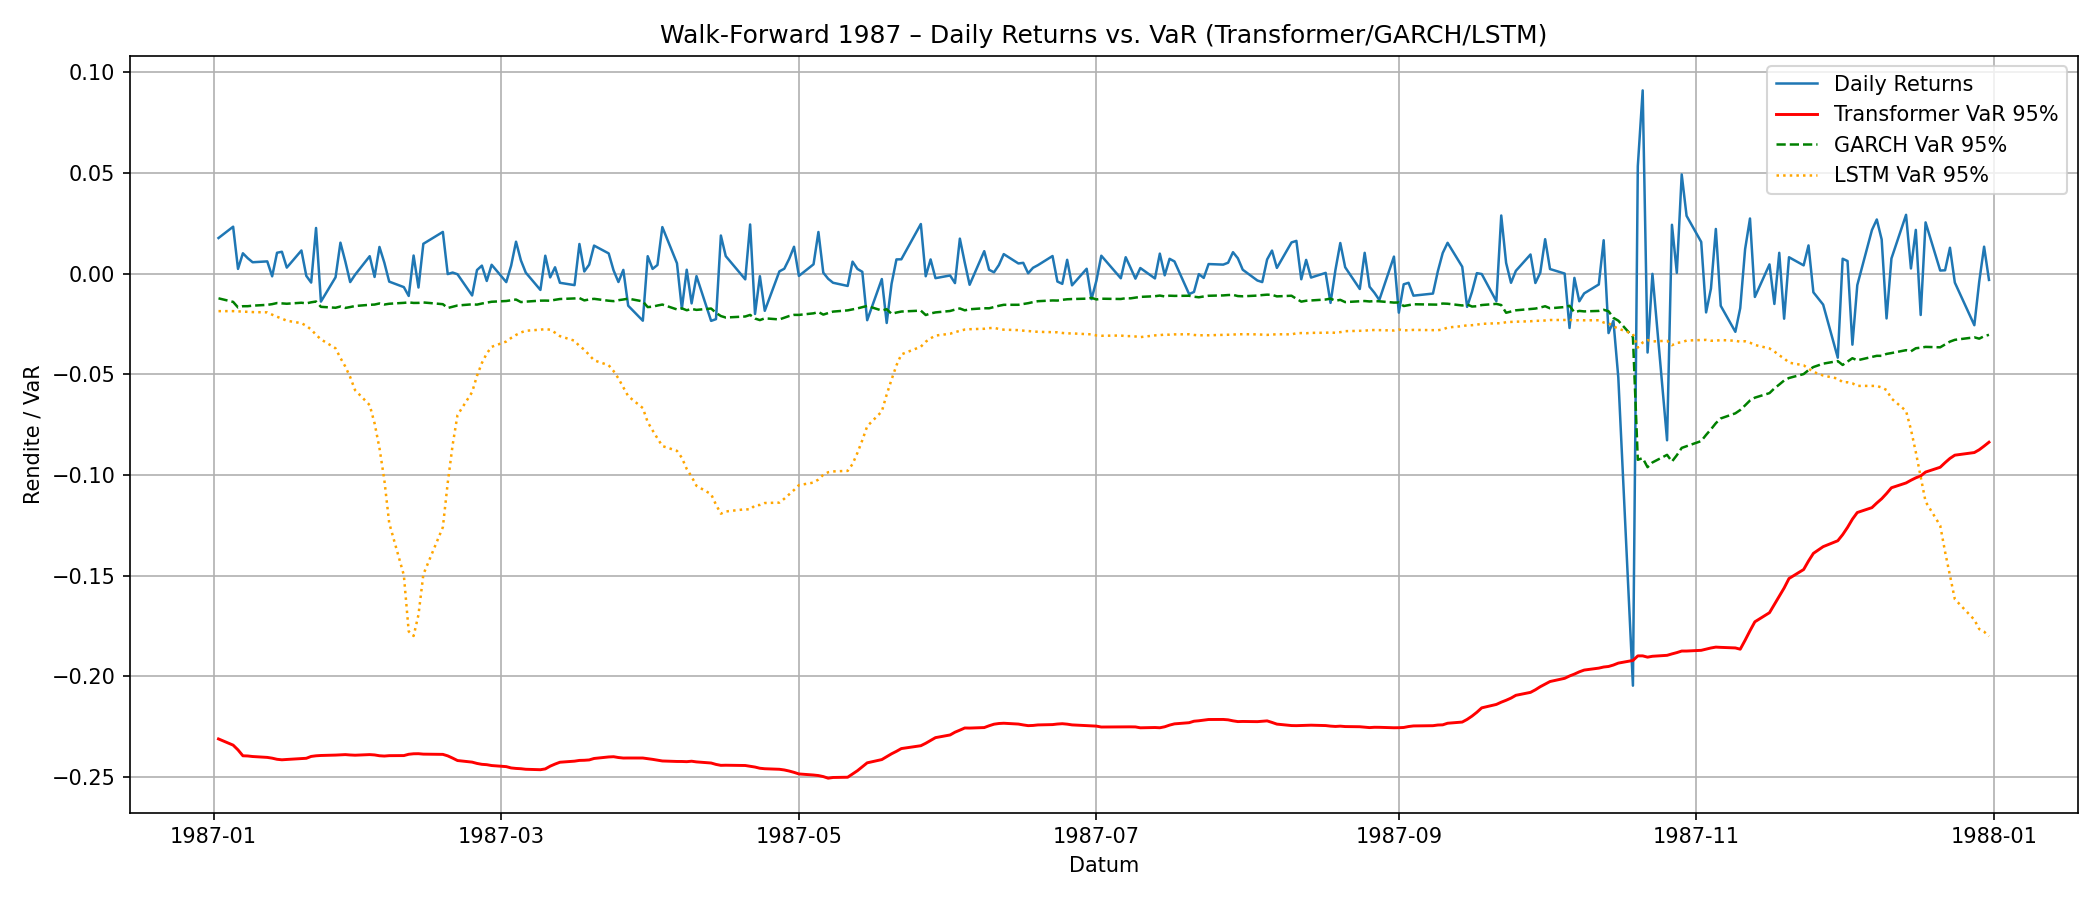 Walk-Forward 1987 – Daily Returns vs. VaR (Transformer/GARCH/LSTM)
Daily Returns
Transformer VaR 95%
GARCH VaR 95%
LSTM VaR 95%
Rendite / VaR
0.10
0.05
0.00
−0.05
−0.10
−0.15
−0.20
−0.25
1987-01
1987-03
1987-05
1987-07
1987-09
1987-11
1988-01
Datum